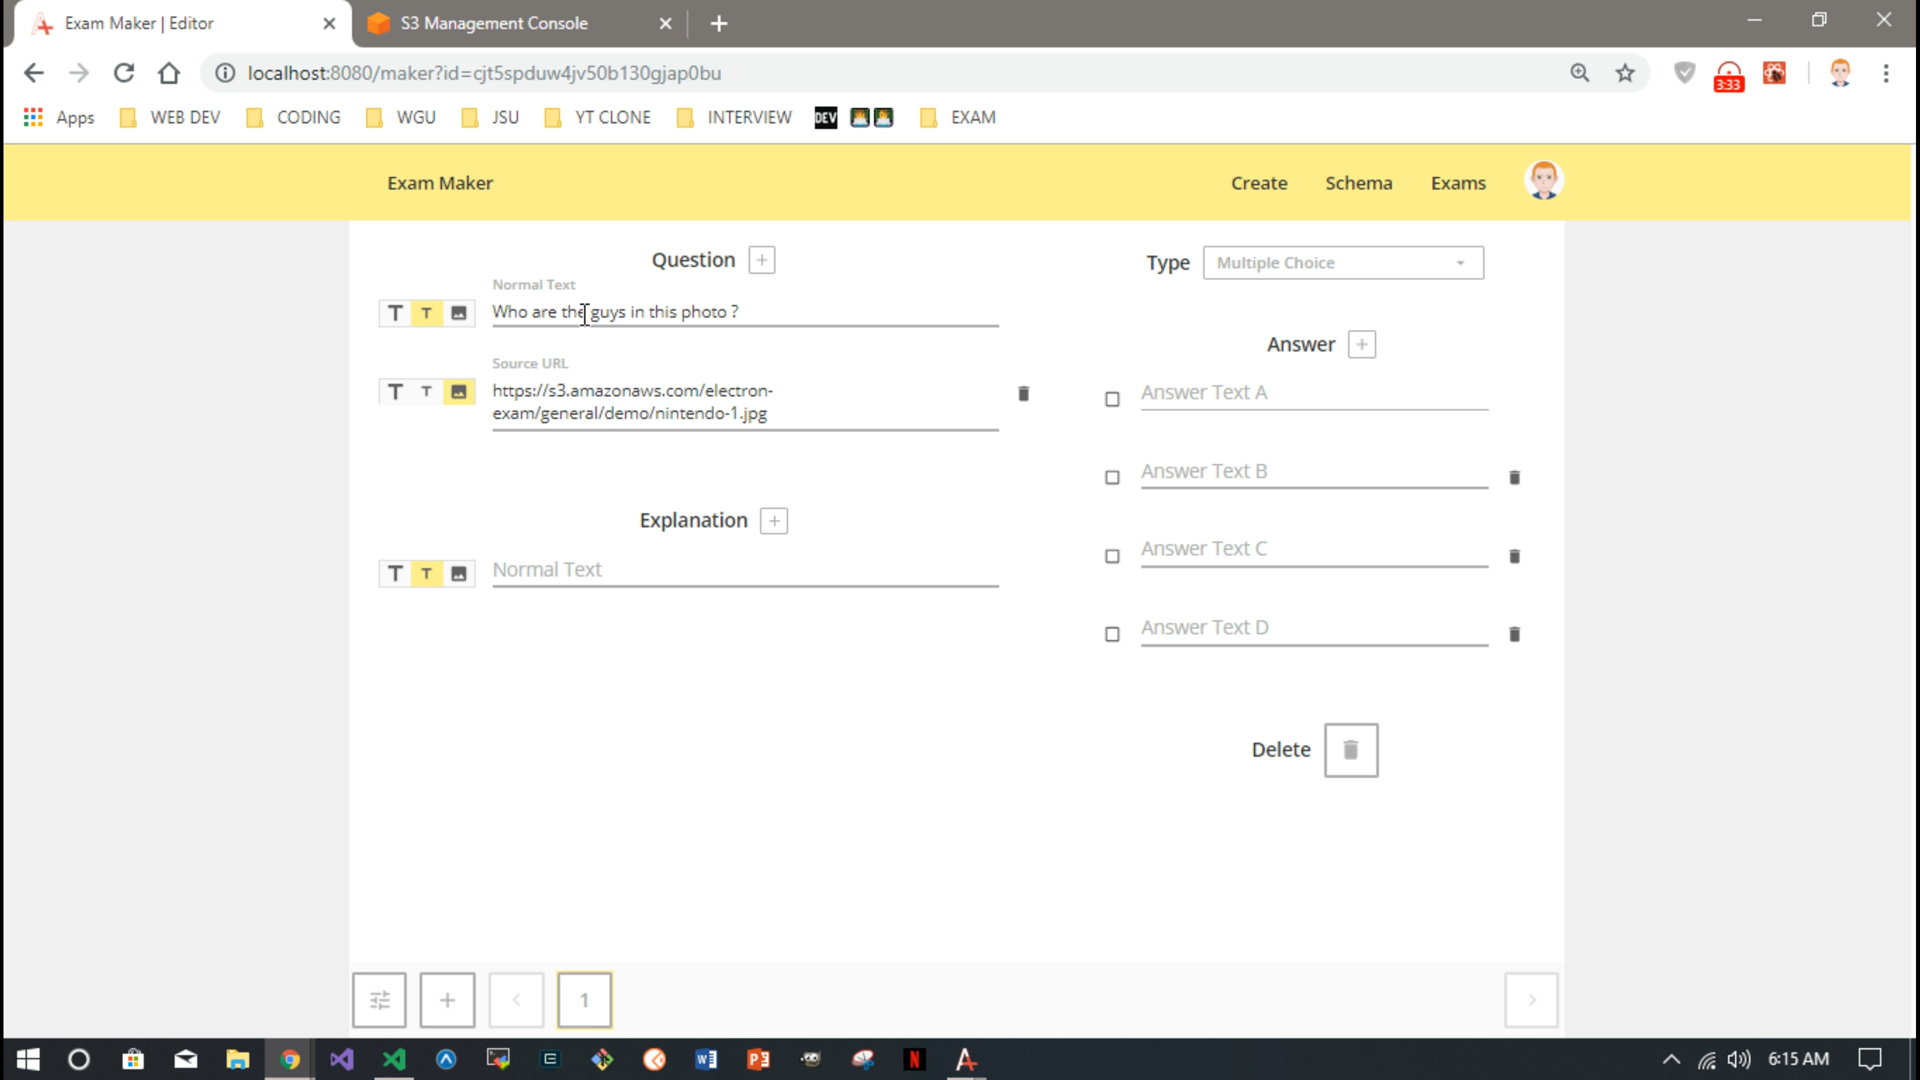 Exam Maker | Editor
S3 Management Console
localhost:8080/maker?id=cjt5spduw4jv50b130gjap0bu
3:33
Apps
WEB DEV
CODING
WGU
JSU
YT CLONE
INTERVIEW
DEV
EXAM
Exam Maker
Create
Schema
Exams
Question
Type
Multiple Choice
Normal Text
Who are the guys in this photo ?
Answer
Source URL
https://s3.amazonaws.com/electron-
exam/general/demo/nintendo-1.jpg
Answer Text A
Answer Text B
Explanation
Answer Text C
Normal Text
Answer Text D
Delete
1
6:15 AM